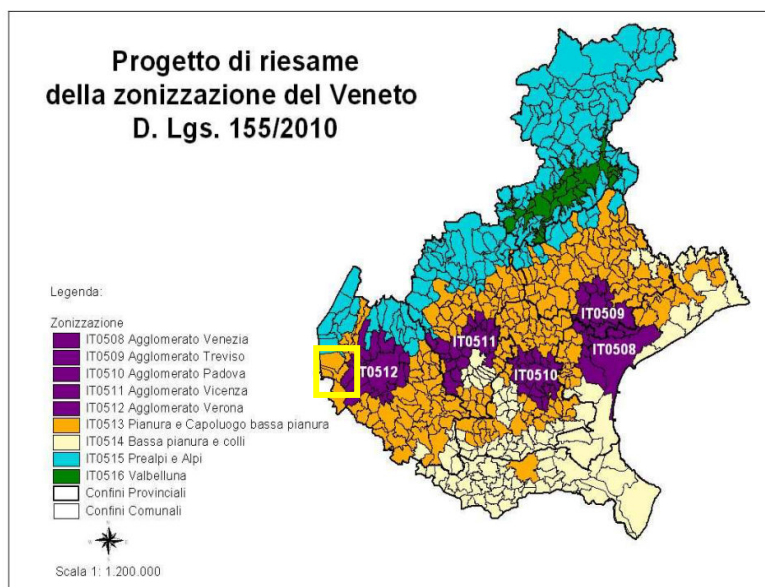 Progetto di riesame
della zonizzazione del Veneto
D. Lgs. 155/2010
Legenda:
Zonizzazione
IT0508 Agglomerato Venezia
IT0509 Agglomerato Treviso
IT0510 Agglomerato Padova
IT0511 Agglomerato Vicenza
IT0512 Agglomerato Verona
IT0513 Pianura e Capoluogo bassa pianura
IT0514 Bassa pianura e colli
IT0515 Prealpi e Alpi
IT0516 Valbelluna
Confini Provinciali
Confini Comunali
Scala 1: 1.200.000
IT0509
IT0511
IT0508
IT0512
IT0510